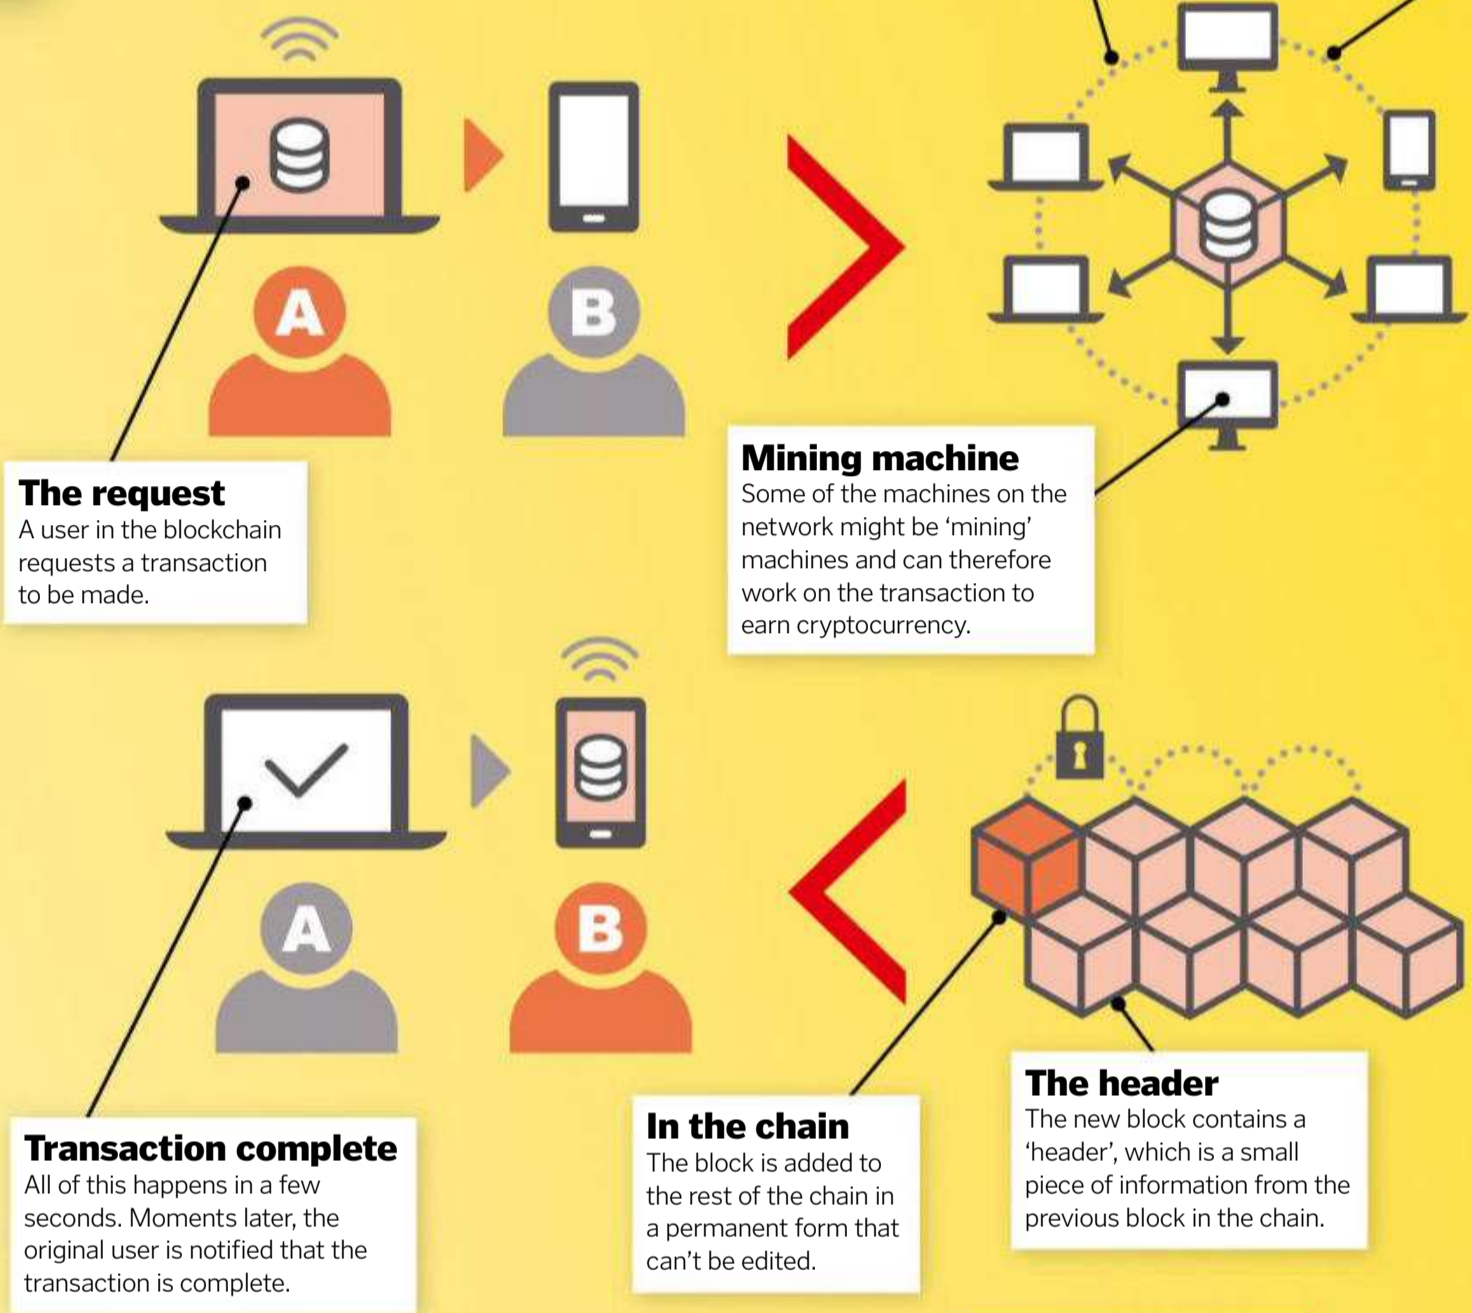 A
B
The request
A user in the blockchain
requests a transaction
to be made.
Mining machine
Some of the machines on the
network might be ‘mining’
machines and can therefore
work on the transaction to
earn cryptocurrency.
A
B
Transaction complete
All of this happens in a few
seconds. Moments later, the
original user is notified that the
transaction is complete.
In the chain
The block is added to
the rest of the chain in
a permanent form that
can’t be edited.
The header
The new block contains a
‘header’, which is a small
piece of information from the
previous block in the chain.